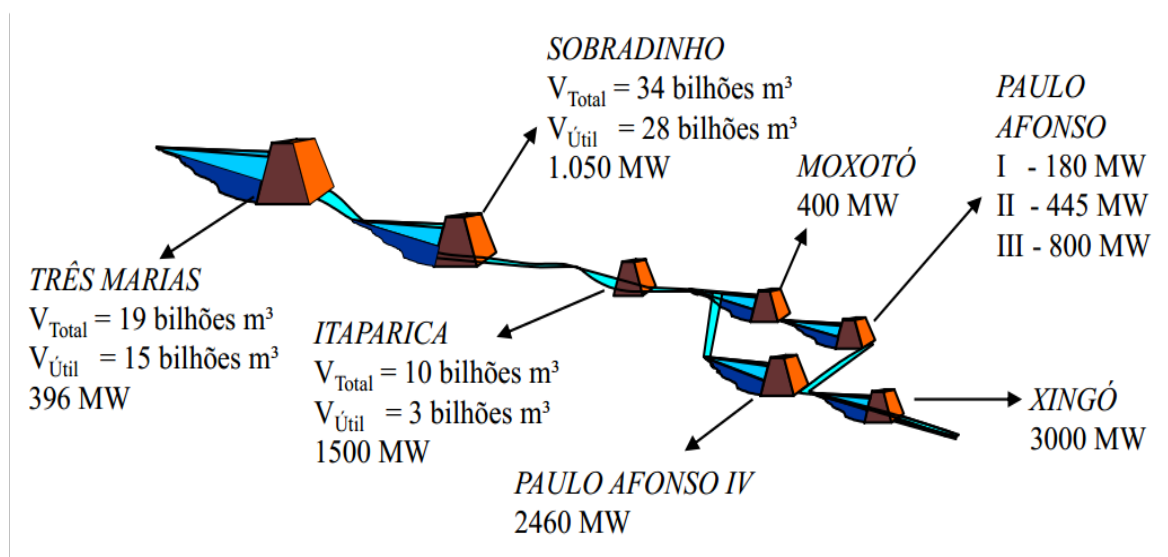 SOBRADINHO
V_Total = 34 bilhões m³
V_Útil = 28 bilhões m³
1.050 MW
PAULO
AFONSO
I - 180 MW
II - 445 MW
III - 800 MW
MOXOTÓ
400 MW
TRÊS MARIAS
V_Total = 19 bilhões m³
V_Útil = 15 bilhões m³
396 MW
ITAPARICA
V_Total = 10 bilhões m³
V_Útil = 3 bilhões m³
1500 MW
XINGÓ
3000 MW
PAULO AFONSO IV
2460 MW